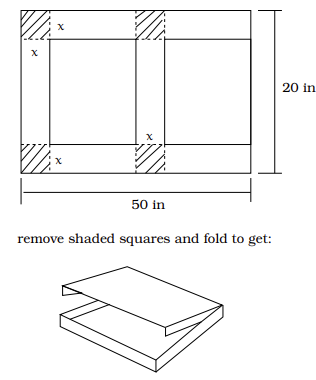 x
x
20 in
x
x
50 in
remove shaded squares and fold to get: